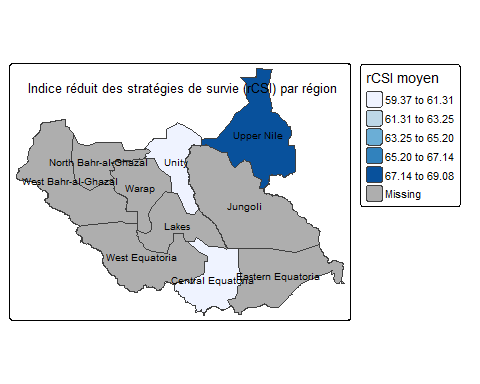 Indice réduit des stratégies de survie (rCSI) par région
Upper Nile
North Bahr-al-Ghazal
Unity
West Bahr-al-Ghazal
Warap
Jungoli
Lakes
West Equatoria
Central Equatoria
Eastern Equatoria
rCSI moyen
59.37 to 61.31
61.31 to 63.25
63.25 to 65.20
65.20 to 67.14
67.14 to 69.08
Missing